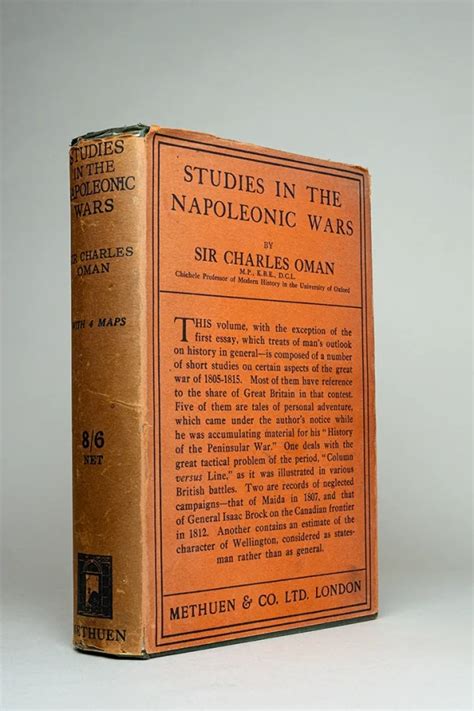 STUDIES
IN THE
NAPOLEONIC
WARS
SIR CHARLES
OMAN
WITH 4 MAPS
8/6
NET
METHUEN
STUDIES IN THE
NAPOLEONIC WARS
BY
SIR CHARLES OMAN
M.P., K.B.E., D.C.L.
Chichele Professor of Modern History in the University of Oxford
THIS volume, with the exception of the
first essay, which treats of man's outlook
on history in general—is composed of a number
of short studies on certain aspects of the great
war of 1805-1815. Most of them have reference
to the share of Great Britain in that contest.
Five of them are tales of personal adventure,
which came under the author's notice while
he was accumulating material for his "History
of the Peninsular War." One deals with the
great tactical problem of the period, "Column
versus Line," as it was illustrated in various
British battles. Two are records of neglected
campaigns—that of Maida in 1807, and that
of General Isaac Brock on the Canadian frontier
in 1812. Another contains an estimate of the
character of Wellington, considered as states-
man rather than as general.
METHUEN & CO. LTD. LONDON